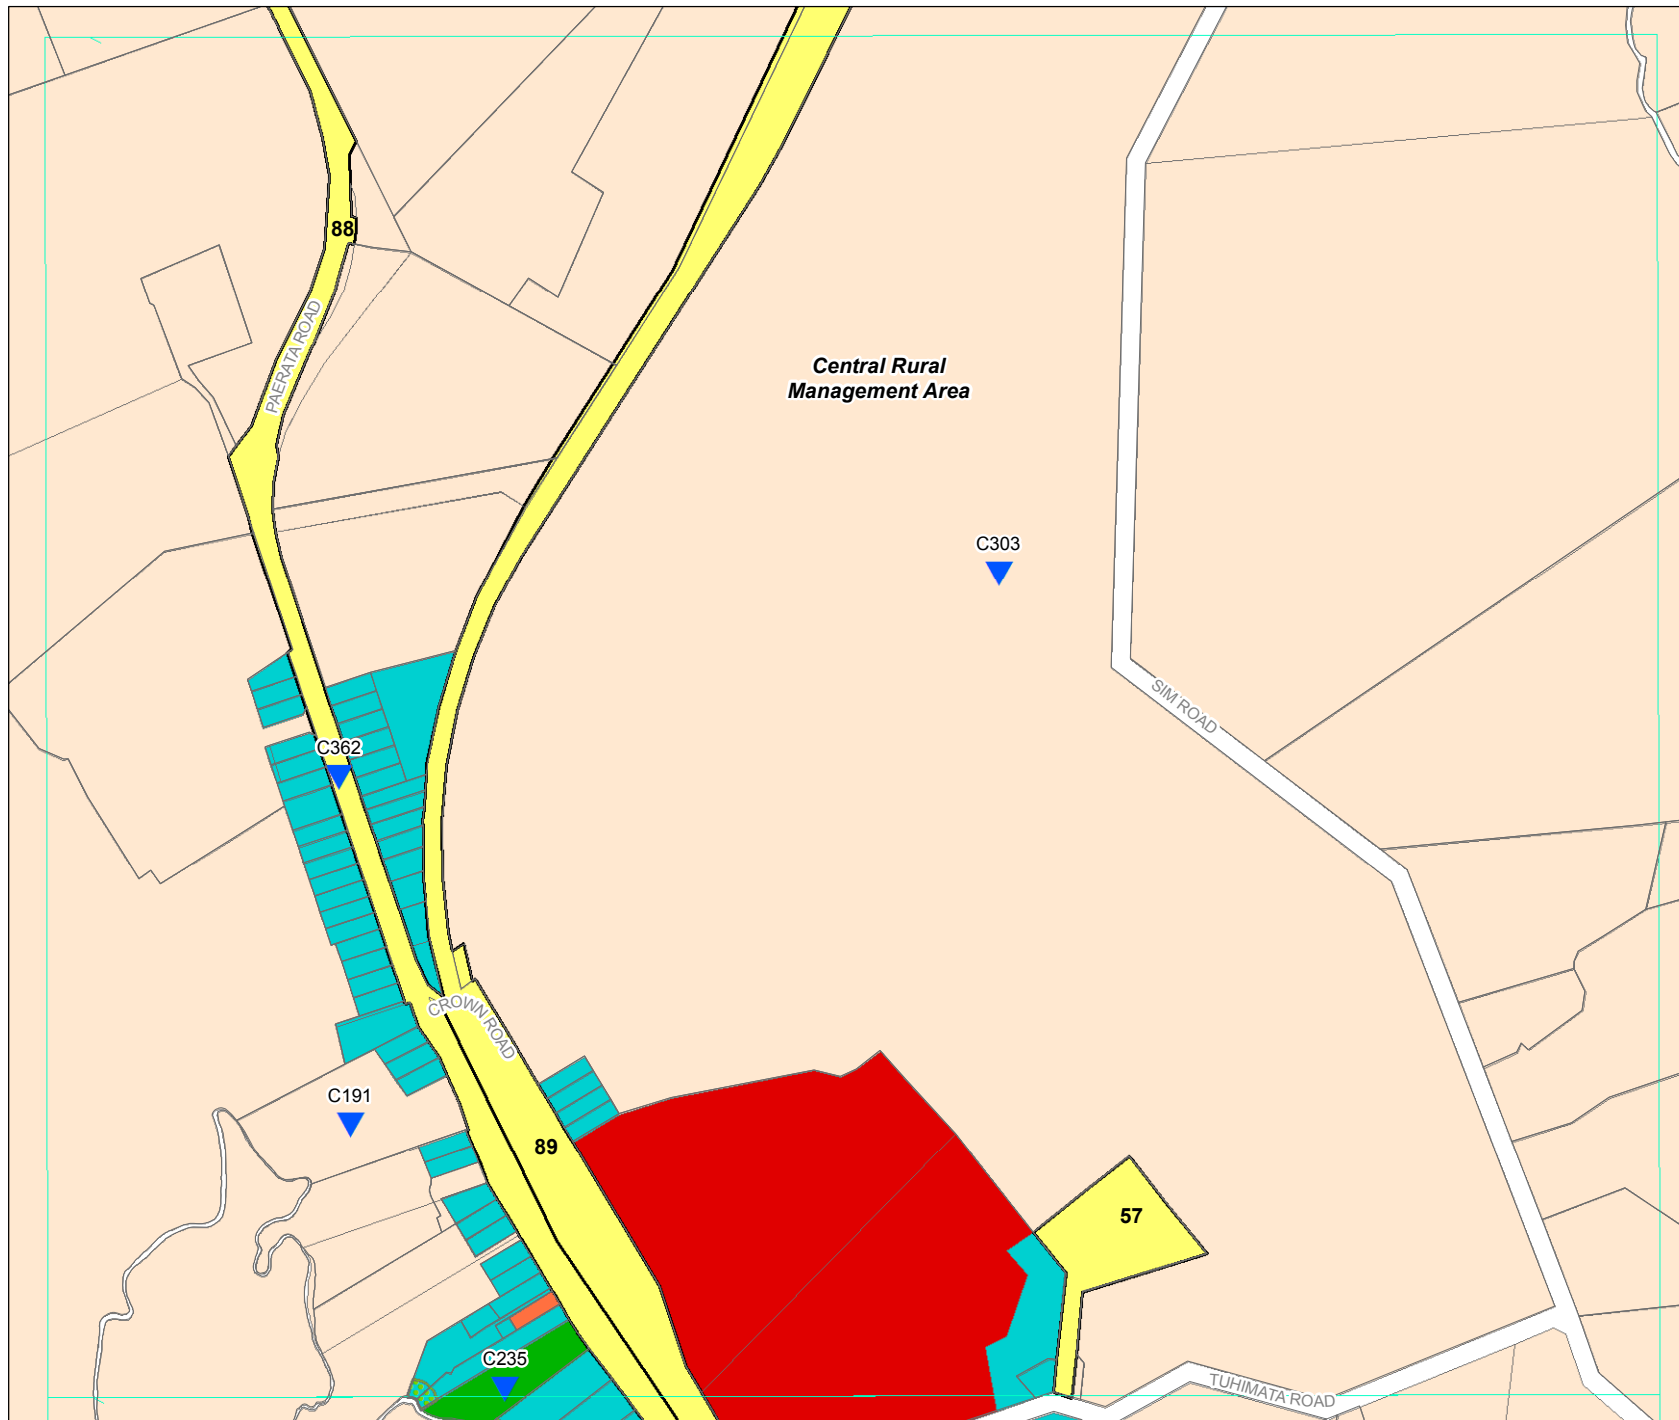 88
PAERATA ROAD
Central Rural
Management Area
C303
SIM ROAD
C362
CROWN ROAD
C191
89
57
C235
TUHIMATA ROAD